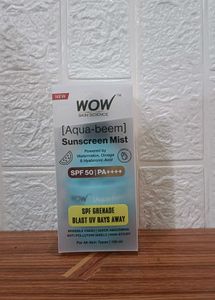 NEW
WOW™
SKIN SCIENCE
[Aqua-beem]
Sunscreen Mist
Powered by
Watermelon, Omega
& Hyaluronic Acid
SPF 50 | PA++++
WOW
SPF GRENADE
BLAST UV RAYS AWAY
For All Skin Types | 100 ml